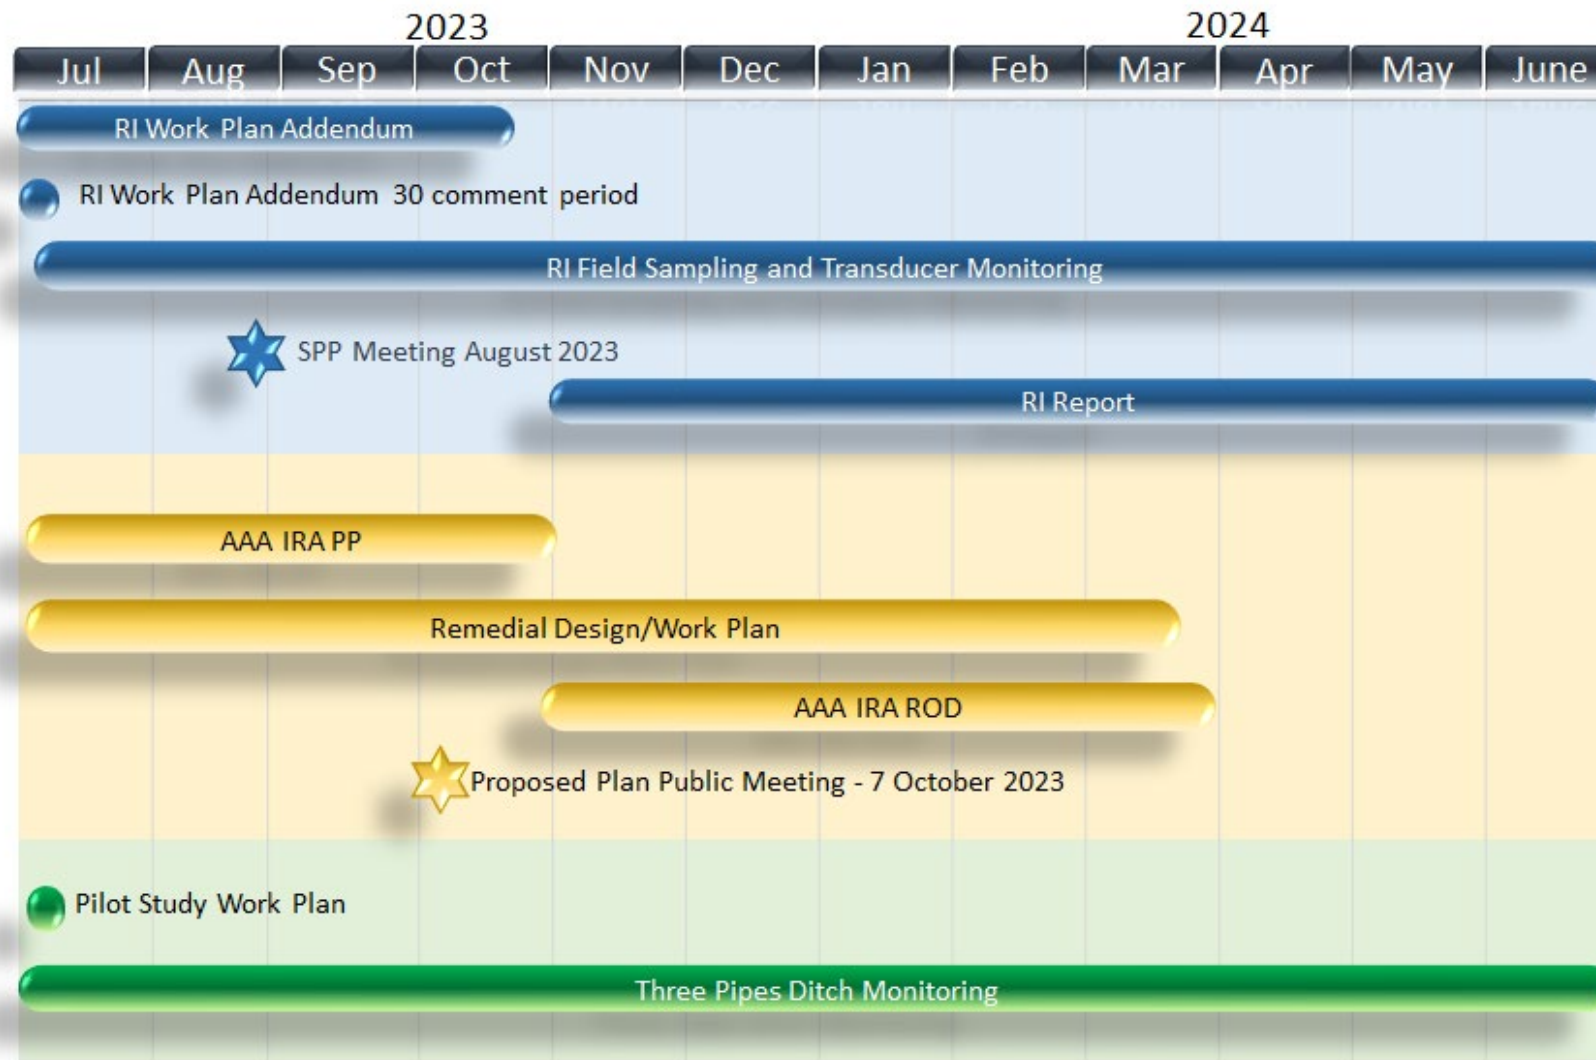 2023 2024
Jul Aug Sep Oct Nov Dec Jan Feb Mar Apr May June
RI Work Plan Addendum
RI Work Plan Addendum 30 comment period
RI Field Sampling and Transducer Monitoring
SPP Meeting August 2023
RI Report
AAA IRA PP
Remedial Design/Work Plan
AAA IRA ROD
Proposed Plan Public Meeting - 7 October 2023
Pilot Study Work Plan
Three Pipes Ditch Monitoring